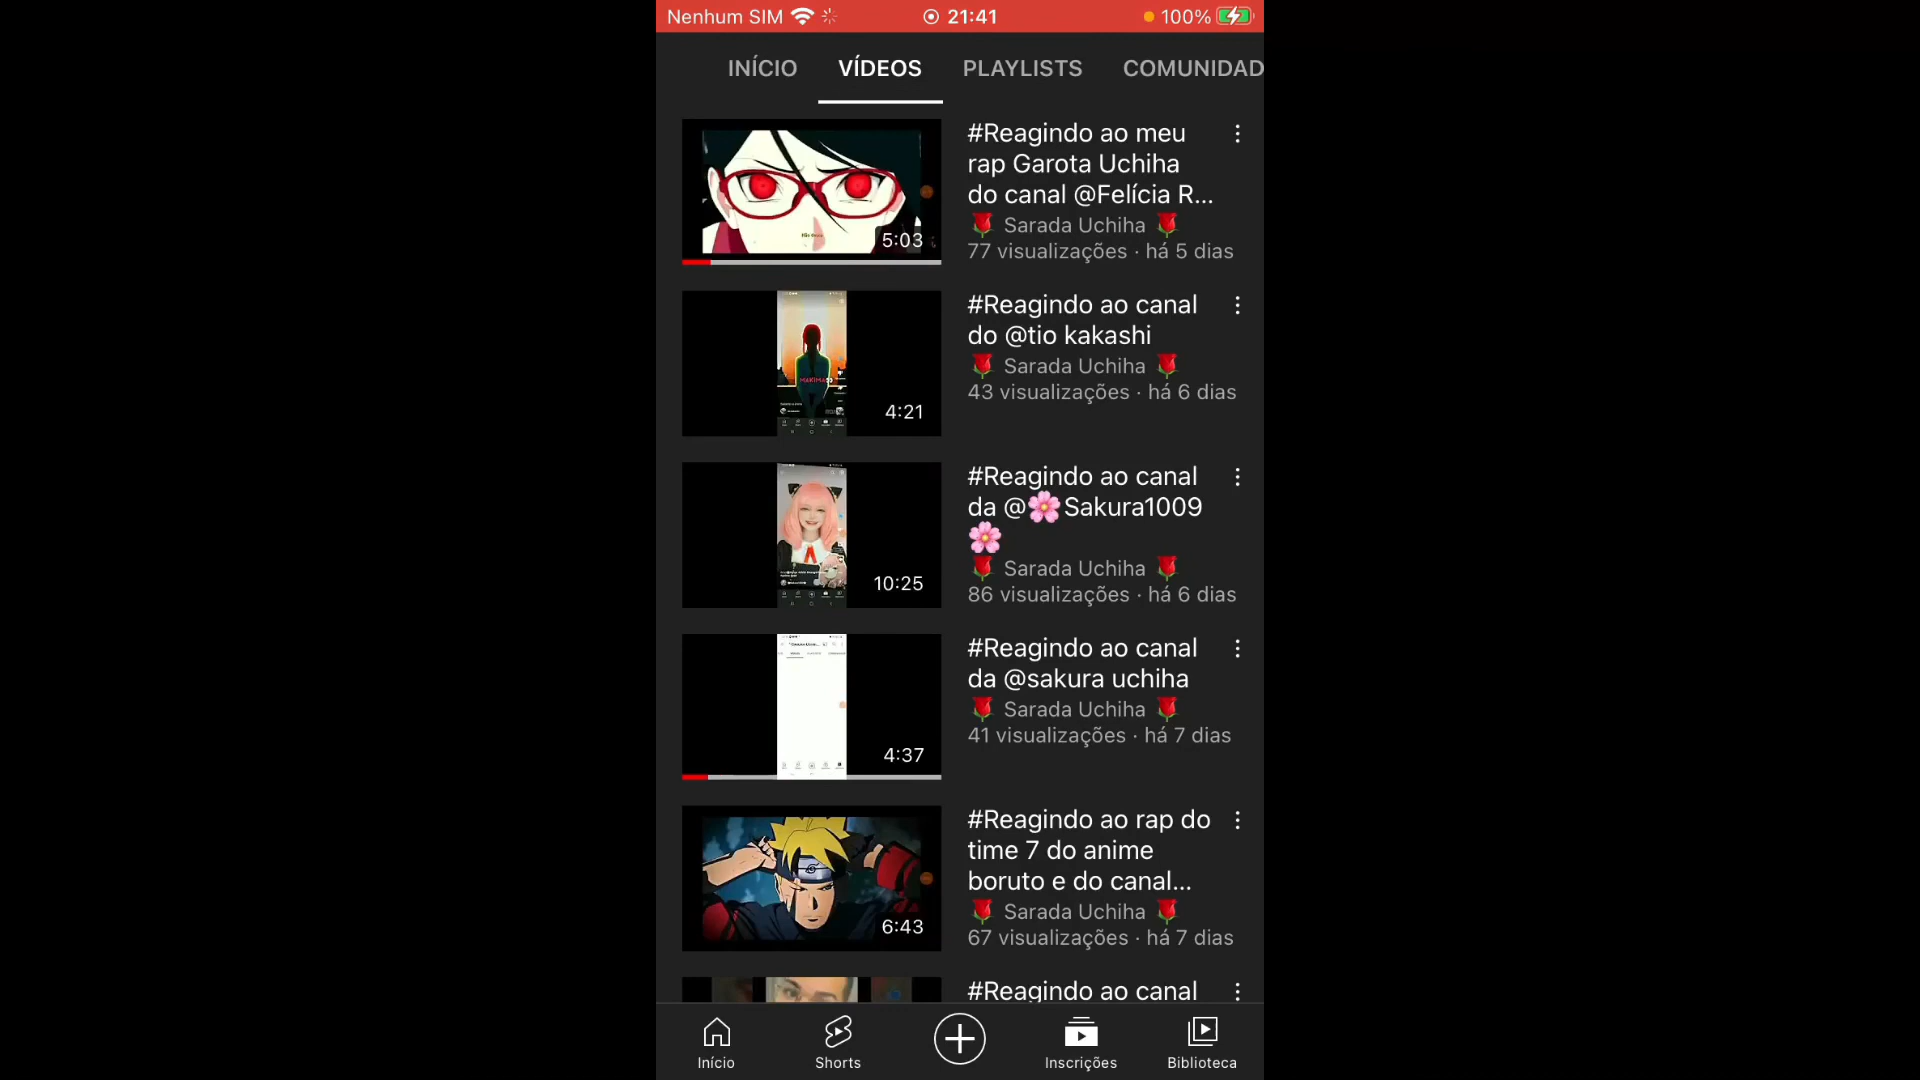 Nenhum SIM 21:41 100%
INÍCIO VÍDEOS PLAYLISTS COMUNIDAD
#Reagindo ao meu
rap Garota Uchiha
do canal @Felícia R...
🌹 Sarada Uchiha 🌹
77 visualizações · há 5 dias
5:03
#Reagindo ao canal
do @tio kakashi
🌹 Sarada Uchiha 🌹
43 visualizações · há 6 dias
MAKIMA
4:21
#Reagindo ao canal
da @🌸Sakura1009
🌸
🌹 Sarada Uchiha 🌹
86 visualizações · há 6 dias
10:25
#Reagindo ao canal
da @sakura uchiha
🌹 Sarada Uchiha 🌹
41 visualizações · há 7 dias
4:37
#Reagindo ao rap do
time 7 do anime
boruto e do canal...
🌹 Sarada Uchiha 🌹
67 visualizações · há 7 dias
6:43
#Reagindo ao canal
Início Shorts Inscrições Biblioteca